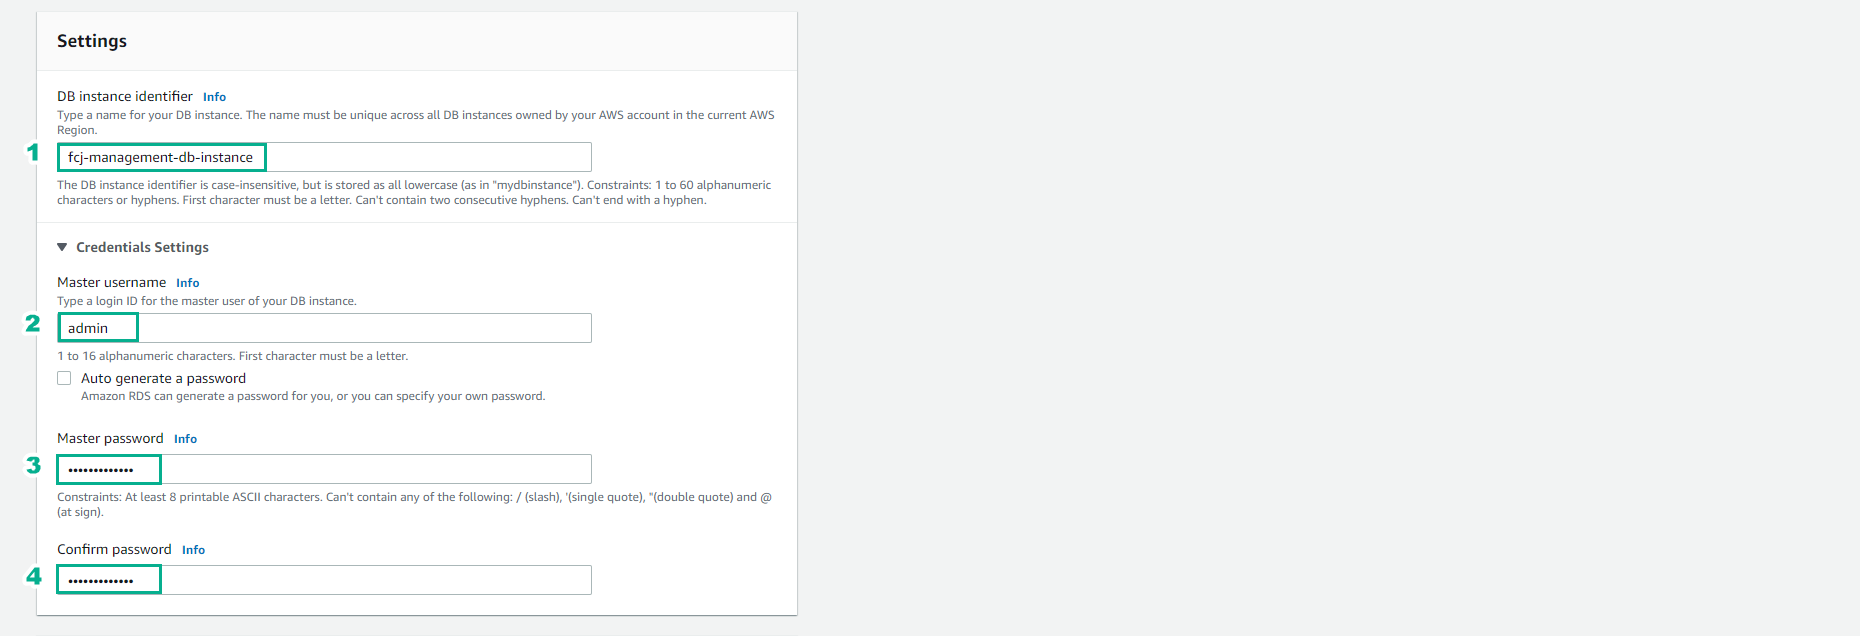 Settings
DB instance identifier Info
Type a name for your DB instance. The name must be unique across all DB instances owned by your AWS account in the current AWS
Region.
1 fcj-management-db-instance
The DB instance identifier is case-insensitive, but is stored as all lowercase (as in "mydbinstance"). Constraints: 1 to 60 alphanumeric
characters or hyphens. First character must be a letter. Can't contain two consecutive hyphens. Can't end with a hyphen.
▼ Credentials Settings
Master username Info
Type a login ID for the master user of your DB instance.
2 admin
1 to 16 alphanumeric characters. First character must be a letter.
Auto generate a password
Amazon RDS can generate a password for you, or you can specify your own password.
Master password Info
3 •••••••••••••
Constraints: At least 8 printable ASCII characters. Can't contain any of the following: / (slash), '(single quote), "(double quote) and @
(at sign).
Confirm password Info
4 •••••••••••••